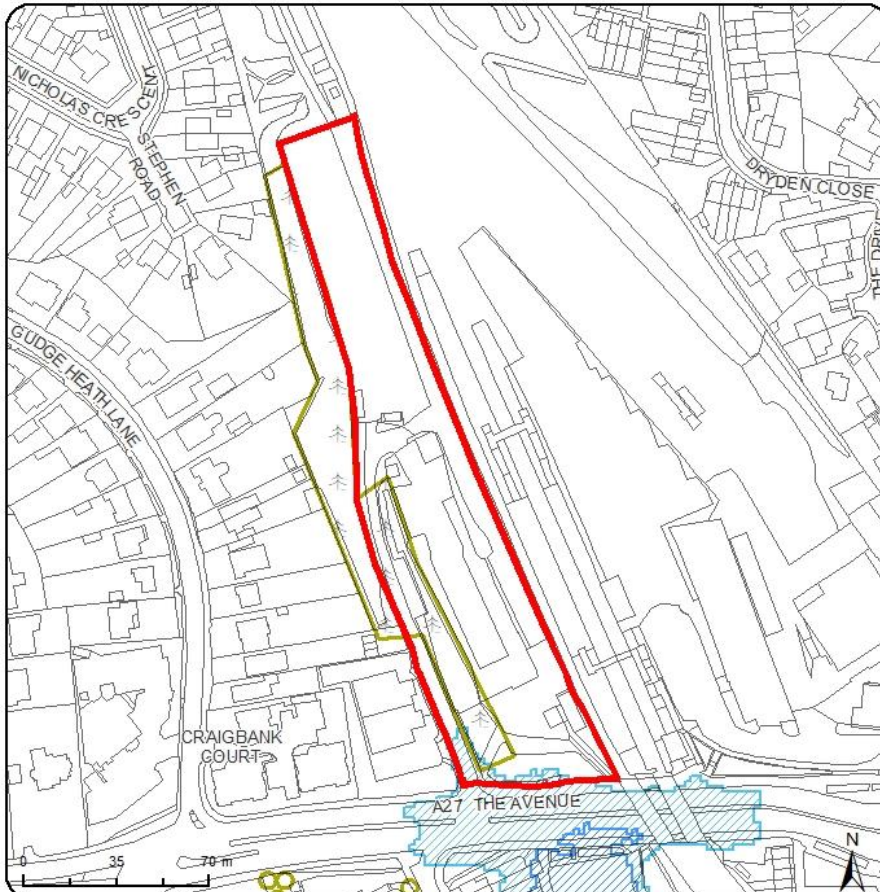 NICHOLAS CRESCENT
STEPHEN
ROAD
DRYDEN CLOSE
GUDGE HEATH LANE
CRAIGBANK
COURT
A27 THE AVENUE
0 35 70 m
N